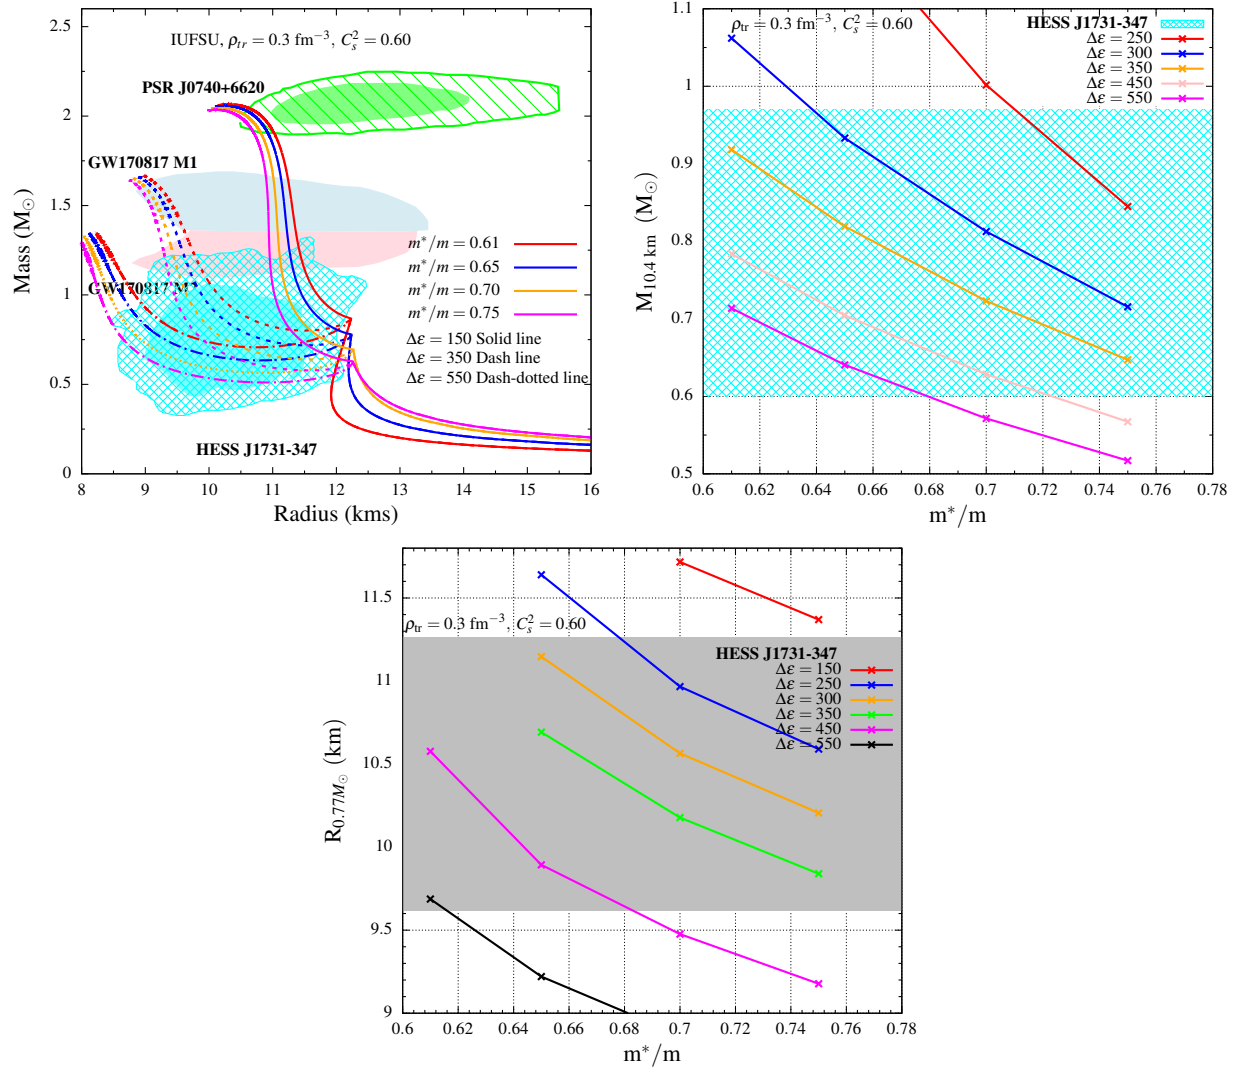 IUFSU, ρtr = 0.3 fm−3, C2s = 0.60
PSR J0740+6620
GW170817 M1
GW170817 M2
HESS J1731-347
m*/m = 0.61
m*/m = 0.65
m*/m = 0.70
m*/m = 0.75
Δε = 150 Solid line
Δε = 350 Dash line
Δε = 550 Dash-dotted line
Mass (M⊙)
0
0.5
1
1.5
2
2.5
8 9 10 11 12 13 14 15 16
Radius (kms)
ρtr = 0.3 fm−3, C2s = 0.60
HESS J1731-347
Δε = 250
Δε = 300
Δε = 350
Δε = 450
Δε = 550
M10.4 km (M⊙)
1.1
1
0.9
0.8
0.7
0.6
0.5
0.6 0.62 0.64 0.66 0.68 0.7 0.72 0.74 0.76 0.78
m*/m
ρtr = 0.3 fm−3, C2s = 0.60
HESS J1731-347
Δε = 150
Δε = 250
Δε = 300
Δε = 350
Δε = 450
Δε = 550
R0.77M⊙ (km)
11.5
11
10.5
10
9.5
9
0.6 0.62 0.64 0.66 0.68 0.7 0.72 0.74 0.76 0.78
m*/m